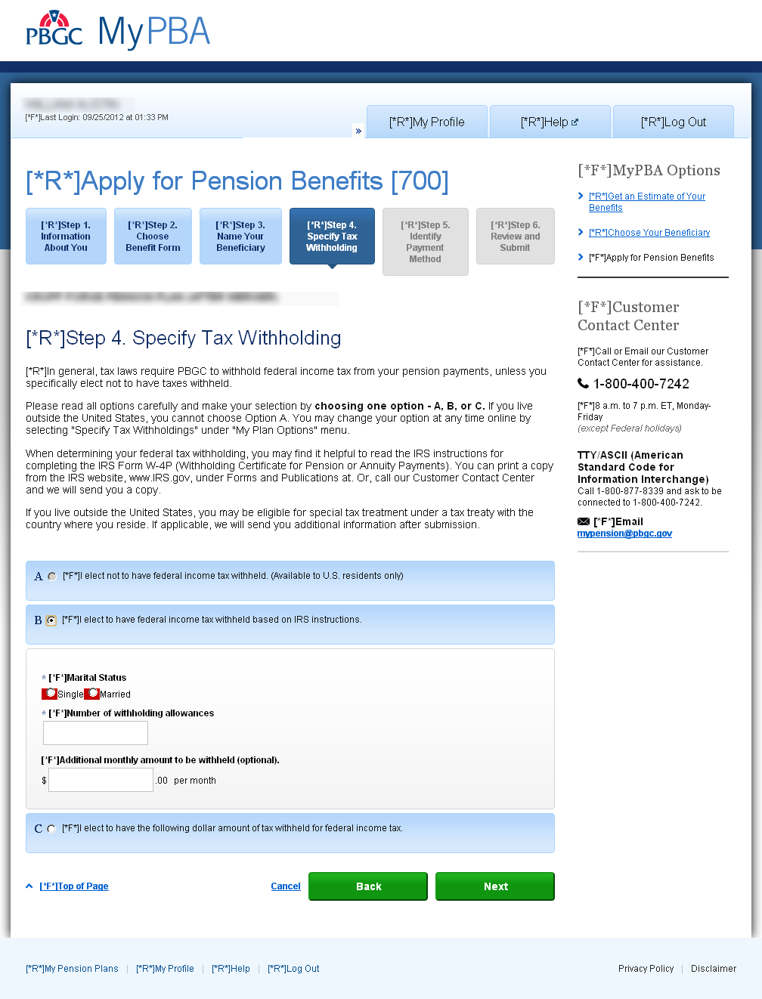 PBGC MyPBA
[*F*]Last Login: 09/25/2012 at 01:33 PM
» [*R*]My Profile [*R*]Help [*R*]Log Out
[*R*]Apply for Pension Benefits [700]
[*R*]Step 1.
Information
About You
[*R*]Step 2.
Choose
Benefit Form
[*R*]Step 3.
Name Your
Beneficiary
[*R*]Step 4.
Specify Tax
Withholding
[*R*]Step 5.
Identify
Payment
Method
[*R*]Step 6.
Review and
Submit
[*R*]Step 4. Specify Tax Withholding
[*R*]In general, tax laws require PBGC to withhold federal income tax from your pension payments, unless you
specifically elect not to have taxes withheld.
Please read all options carefully and make your selection by choosing one option - A, B, or C. If you live
outside the United States, you cannot choose Option A. You may change your option at any time online by
selecting "Specify Tax Withholdings" under "My Plan Options" menu.
When determining your federal tax withholding, you may find it helpful to read the IRS instructions for
completing the IRS Form W-4P (Withholding Certificate for Pension or Annuity Payments). You can print a copy
from the IRS website, www.IRS.gov, under Forms and Publications at. Or, call our Customer Contact Center
and we will send you a copy.
If you live outside the United States, you may be eligible for special tax treatment under a tax treaty with the
country where you reside. If applicable, we will send you additional information after submission.
A [*F*]I elect not to have federal income tax withheld. (Available to U.S. residents only)
B [*F*]I elect to have federal income tax withheld based on IRS instructions.
* [*F*]Marital Status
Single Married
* [*F*]Number of withholding allowances
[*F*]Additional monthly amount to be withheld (optional).
$ .00 per month
C [*F*]I elect to have the following dollar amount of tax withheld for federal income tax.
[*F*]Top of Page Cancel Back Next
[*F*]MyPBA Options
[*R*]Get an Estimate of Your
Benefits
[*R*]Choose Your Beneficiary
[*F*]Apply for Pension Benefits
[*F*]Customer
Contact Center
[*F*]Call or Email our Customer
Contact Center for assistance.
1-800-400-7242
[*F*]8 a.m. to 7 p.m. ET, Monday-
Friday
(except Federal holidays)
TTY/ASCII (American
Standard Code for
Information Interchange)
Call 1-800-877-8339 and ask to be
connected to 1-800-400-7242.
[*F*]Email
mypension@pbgc.gov
[*R*]My Pension Plans | [*R*]My Profile | [*R*]Help | [*R*]Log Out Privacy Policy | Disclaimer